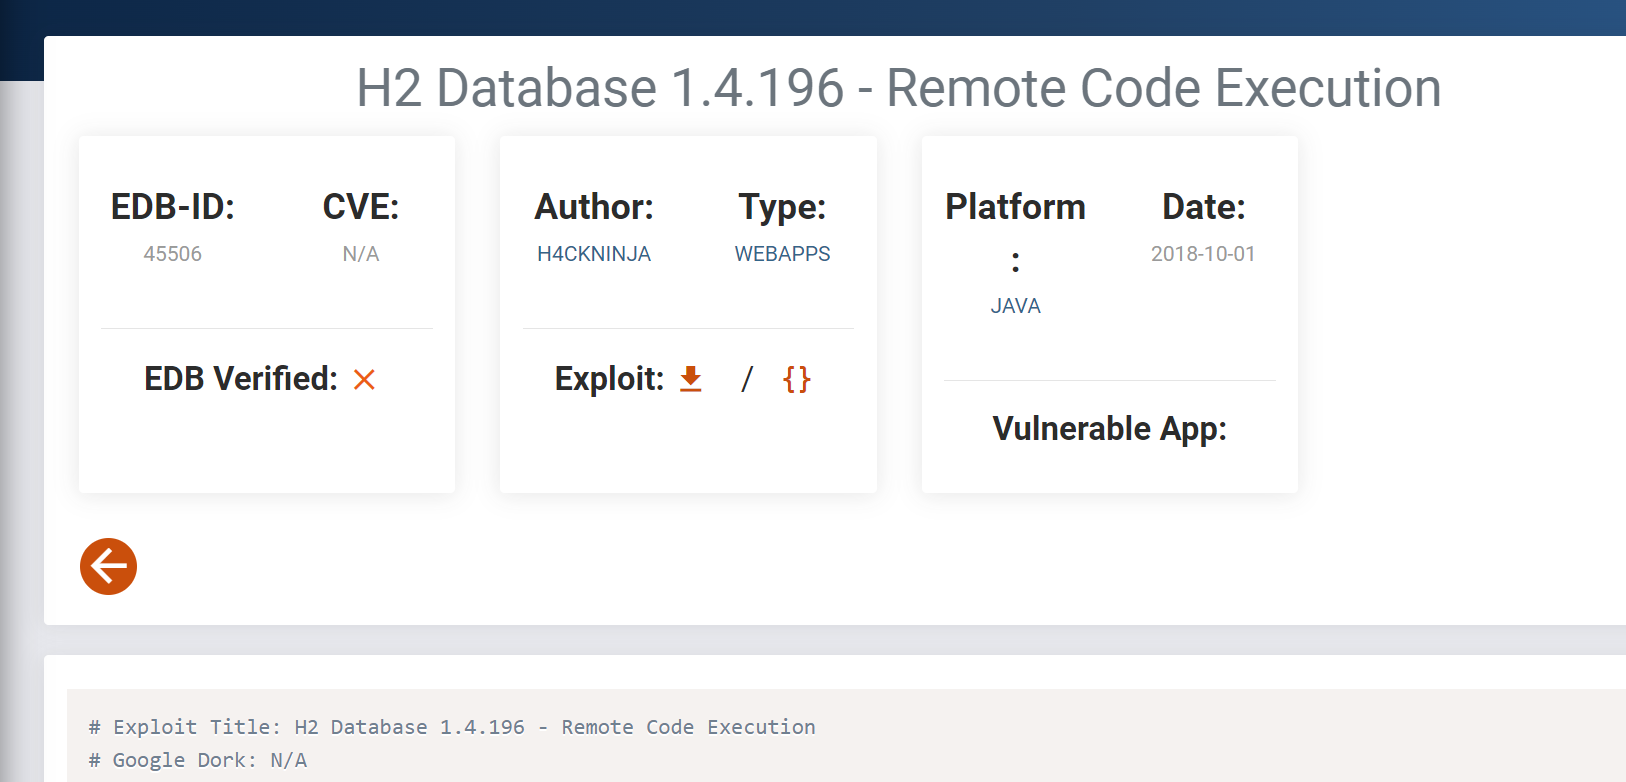 H2 Database 1.4.196 - Remote Code Execution
EDB-ID:
45506
CVE:
N/A
EDB Verified:
Author:
H4CKNINJA
Type:
WEBAPPS
Exploit: / {}
Platform
:
JAVA
Date:
2018-10-01
Vulnerable App:
# Exploit Title: H2 Database 1.4.196 - Remote Code Execution
# Google Dork: N/A